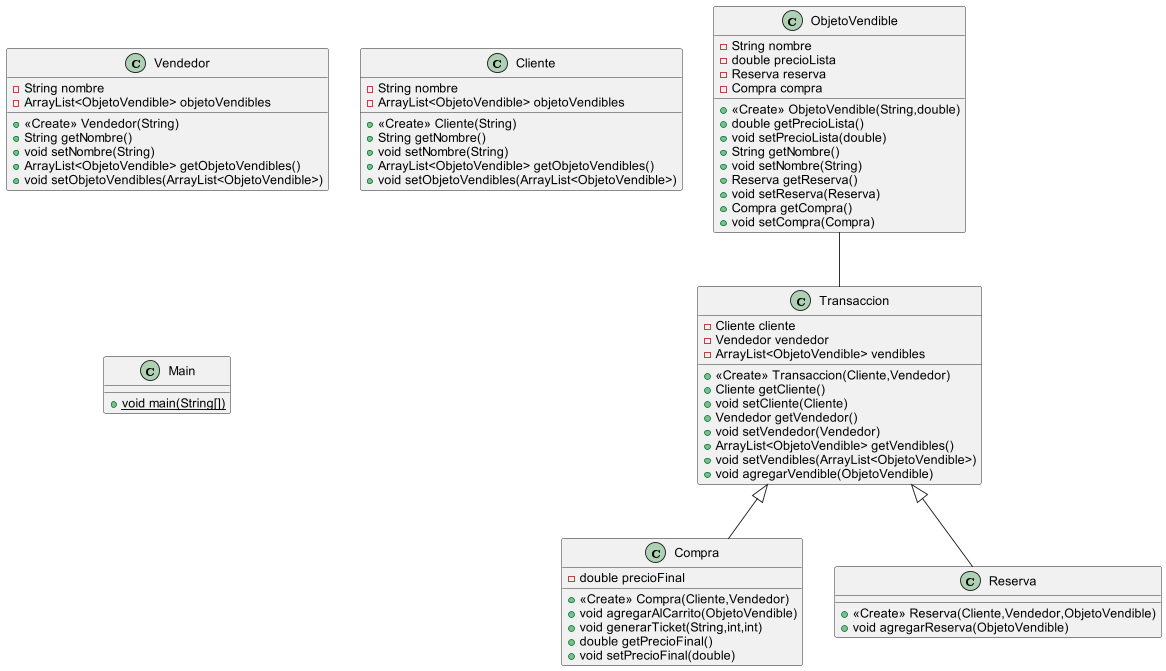 Vendedor
String nombre
ArrayList<ObjetoVendible> objetoVendibles
«Create» Vendedor(String)
String getNombre()
void setNombre(String)
ArrayList<ObjetoVendible> getObjetoVendibles()
void setObjetoVendibles(ArrayList<ObjetoVendible>)
Cliente
String nombre
ArrayList<ObjetoVendible> objetoVendibles
«Create» Cliente(String)
String getNombre()
void setNombre(String)
ArrayList<ObjetoVendible> getObjetoVendibles()
void setObjetoVendibles(ArrayList<ObjetoVendible>)
ObjetoVendible
String nombre
double precioLista
Reserva reserva
Compra compra
«Create» ObjetoVendible(String,double)
double getPrecioLista()
void setPrecioLista(double)
String getNombre()
void setNombre(String)
Reserva getReserva()
void setReserva(Reserva)
Compra getCompra()
void setCompra(Compra)
Main
void main(String[])
Transaccion
Cliente cliente
Vendedor vendedor
ArrayList<ObjetoVendible> vendibles
«Create» Transaccion(Cliente,Vendedor)
Cliente getCliente()
void setCliente(Cliente)
Vendedor getVendedor()
void setVendedor(Vendedor)
ArrayList<ObjetoVendible> getVendibles()
void setVendibles(ArrayList<ObjetoVendible>)
void agregarVendible(ObjetoVendible)
Compra
double precioFinal
«Create» Compra(Cliente,Vendedor)
void agregarAlCarrito(ObjetoVendible)
void generarTicket(String,int,int)
double getPrecioFinal()
void setPrecioFinal(double)
Reserva
«Create» Reserva(Cliente,Vendedor,ObjetoVendible)
void agregarReserva(ObjetoVendible)